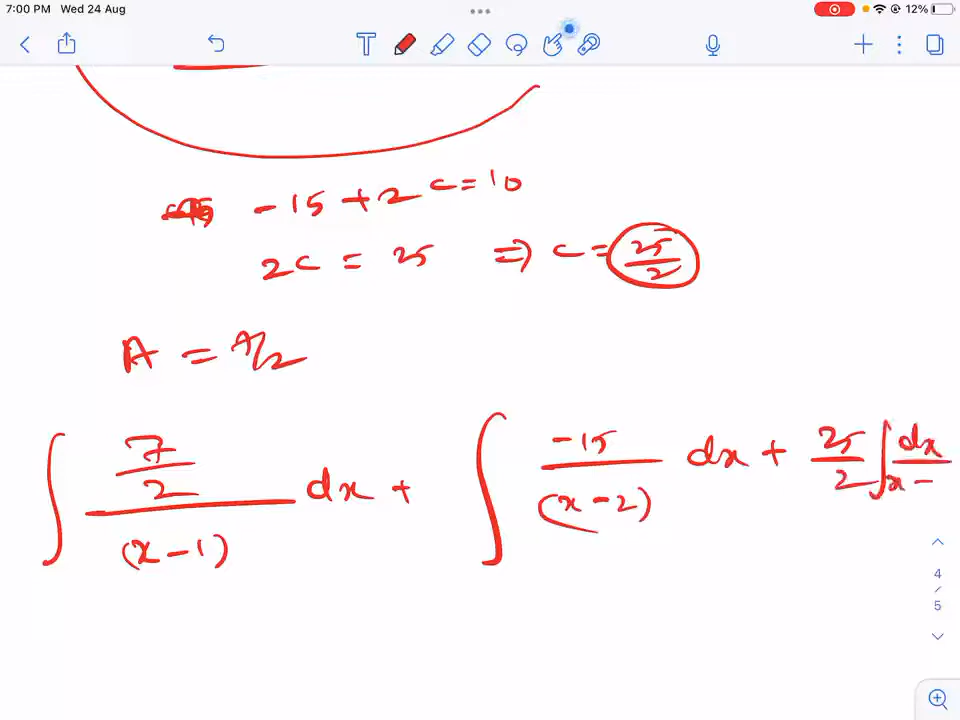 7:00 PM Wed 24 Aug 12%
-15 + 2c = 10
2c = 25 ⇒ c = 25/2
A = 7/2
∫ (7/2)/(x-1) dx + ∫ -15/(x-2) dx + 25/2 ∫ dx/x-
4/5